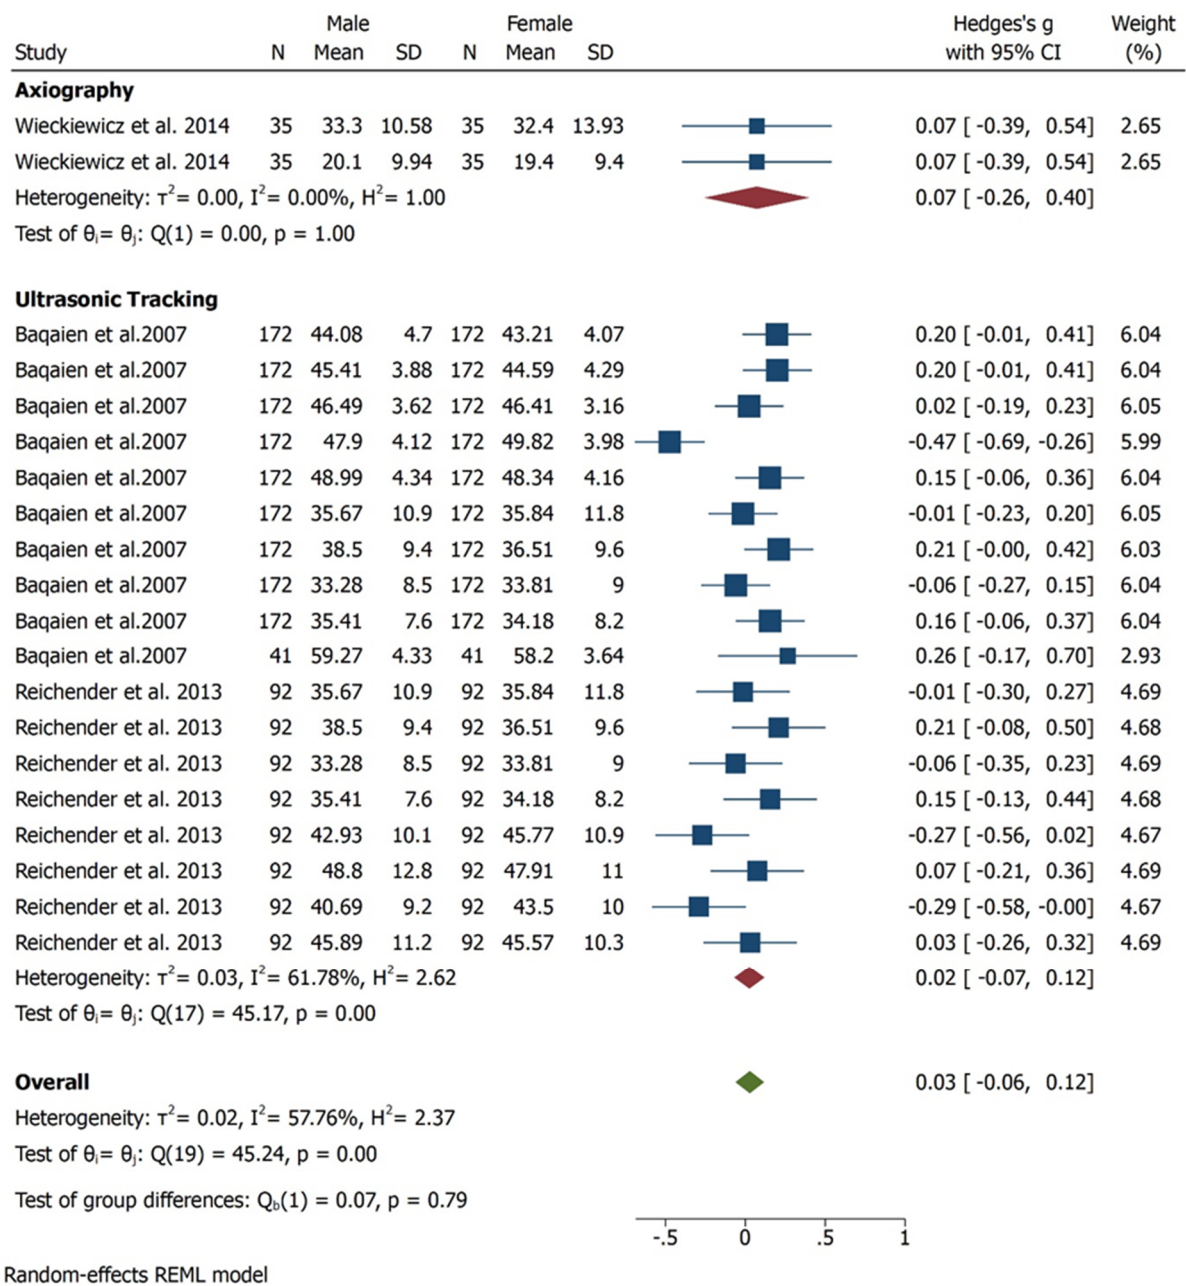 Male Female Hedges's g Weight
Study N Mean SD N Mean SD with 95% CI (%)
Axiography
Wieckiewicz et al. 2014 35 33.3 10.58 35 32.4 13.93 0.07 [ -0.39, 0.54] 2.65
Wieckiewicz et al. 2014 35 20.1 9.94 35 19.4 9.4 0.07 [ -0.39, 0.54] 2.65
Heterogeneity: τ²= 0.00, I²= 0.00%, H²= 1.00 0.07 [ -0.26, 0.40]
Test of θᵢ= θⱼ: Q(1) = 0.00, p = 1.00
Ultrasonic Tracking
Baqaien et al.2007 172 44.08 4.7 172 43.21 4.07 0.20 [ -0.01, 0.41] 6.04
Baqaien et al.2007 172 45.41 3.88 172 44.59 4.29 0.20 [ -0.01, 0.41] 6.04
Baqaien et al.2007 172 46.49 3.62 172 46.41 3.16 0.02 [ -0.19, 0.23] 6.05
Baqaien et al.2007 172 47.9 4.12 172 49.82 3.98 -0.47 [ -0.69, -0.26] 5.99
Baqaien et al.2007 172 48.99 4.34 172 48.34 4.16 0.15 [ -0.06, 0.36] 6.04
Baqaien et al.2007 172 35.67 10.9 172 35.84 11.8 -0.01 [ -0.23, 0.20] 6.05
Baqaien et al.2007 172 38.5 9.4 172 36.51 9.6 0.21 [ -0.00, 0.42] 6.03
Baqaien et al.2007 172 33.28 8.5 172 33.81 9 -0.06 [ -0.27, 0.15] 6.04
Baqaien et al.2007 172 35.41 7.6 172 34.18 8.2 0.16 [ -0.06, 0.37] 6.04
Baqaien et al.2007 41 59.27 4.33 41 58.2 3.64 0.26 [ -0.17, 0.70] 2.93
Reichender et al. 2013 92 35.67 10.9 92 35.84 11.8 -0.01 [ -0.30, 0.27] 4.69
Reichender et al. 2013 92 38.5 9.4 92 36.51 9.6 0.21 [ -0.08, 0.50] 4.68
Reichender et al. 2013 92 33.28 8.5 92 33.81 9 -0.06 [ -0.35, 0.23] 4.69
Reichender et al. 2013 92 35.41 7.6 92 34.18 8.2 0.15 [ -0.13, 0.44] 4.68
Reichender et al. 2013 92 42.93 10.1 92 45.77 10.9 -0.27 [ -0.56, 0.02] 4.67
Reichender et al. 2013 92 48.8 12.8 92 47.91 11 0.07 [ -0.21, 0.36] 4.69
Reichender et al. 2013 92 40.69 9.2 92 43.5 10 -0.29 [ -0.58, -0.00] 4.67
Reichender et al. 2013 92 45.89 11.2 92 45.57 10.3 0.03 [ -0.26, 0.32] 4.69
Heterogeneity: τ²= 0.03, I²= 61.78%, H²= 2.62 0.02 [ -0.07, 0.12]
Test of θᵢ= θⱼ: Q(17) = 45.17, p = 0.00
Overall 0.03 [ -0.06, 0.12]
Heterogeneity: τ²= 0.02, I²= 57.76%, H²= 2.37
Test of θᵢ= θⱼ: Q(19) = 45.24, p = 0.00
Test of group differences: Q_b(1) = 0.07, p = 0.79
-.5 0 .5 1
Random-effects REML model